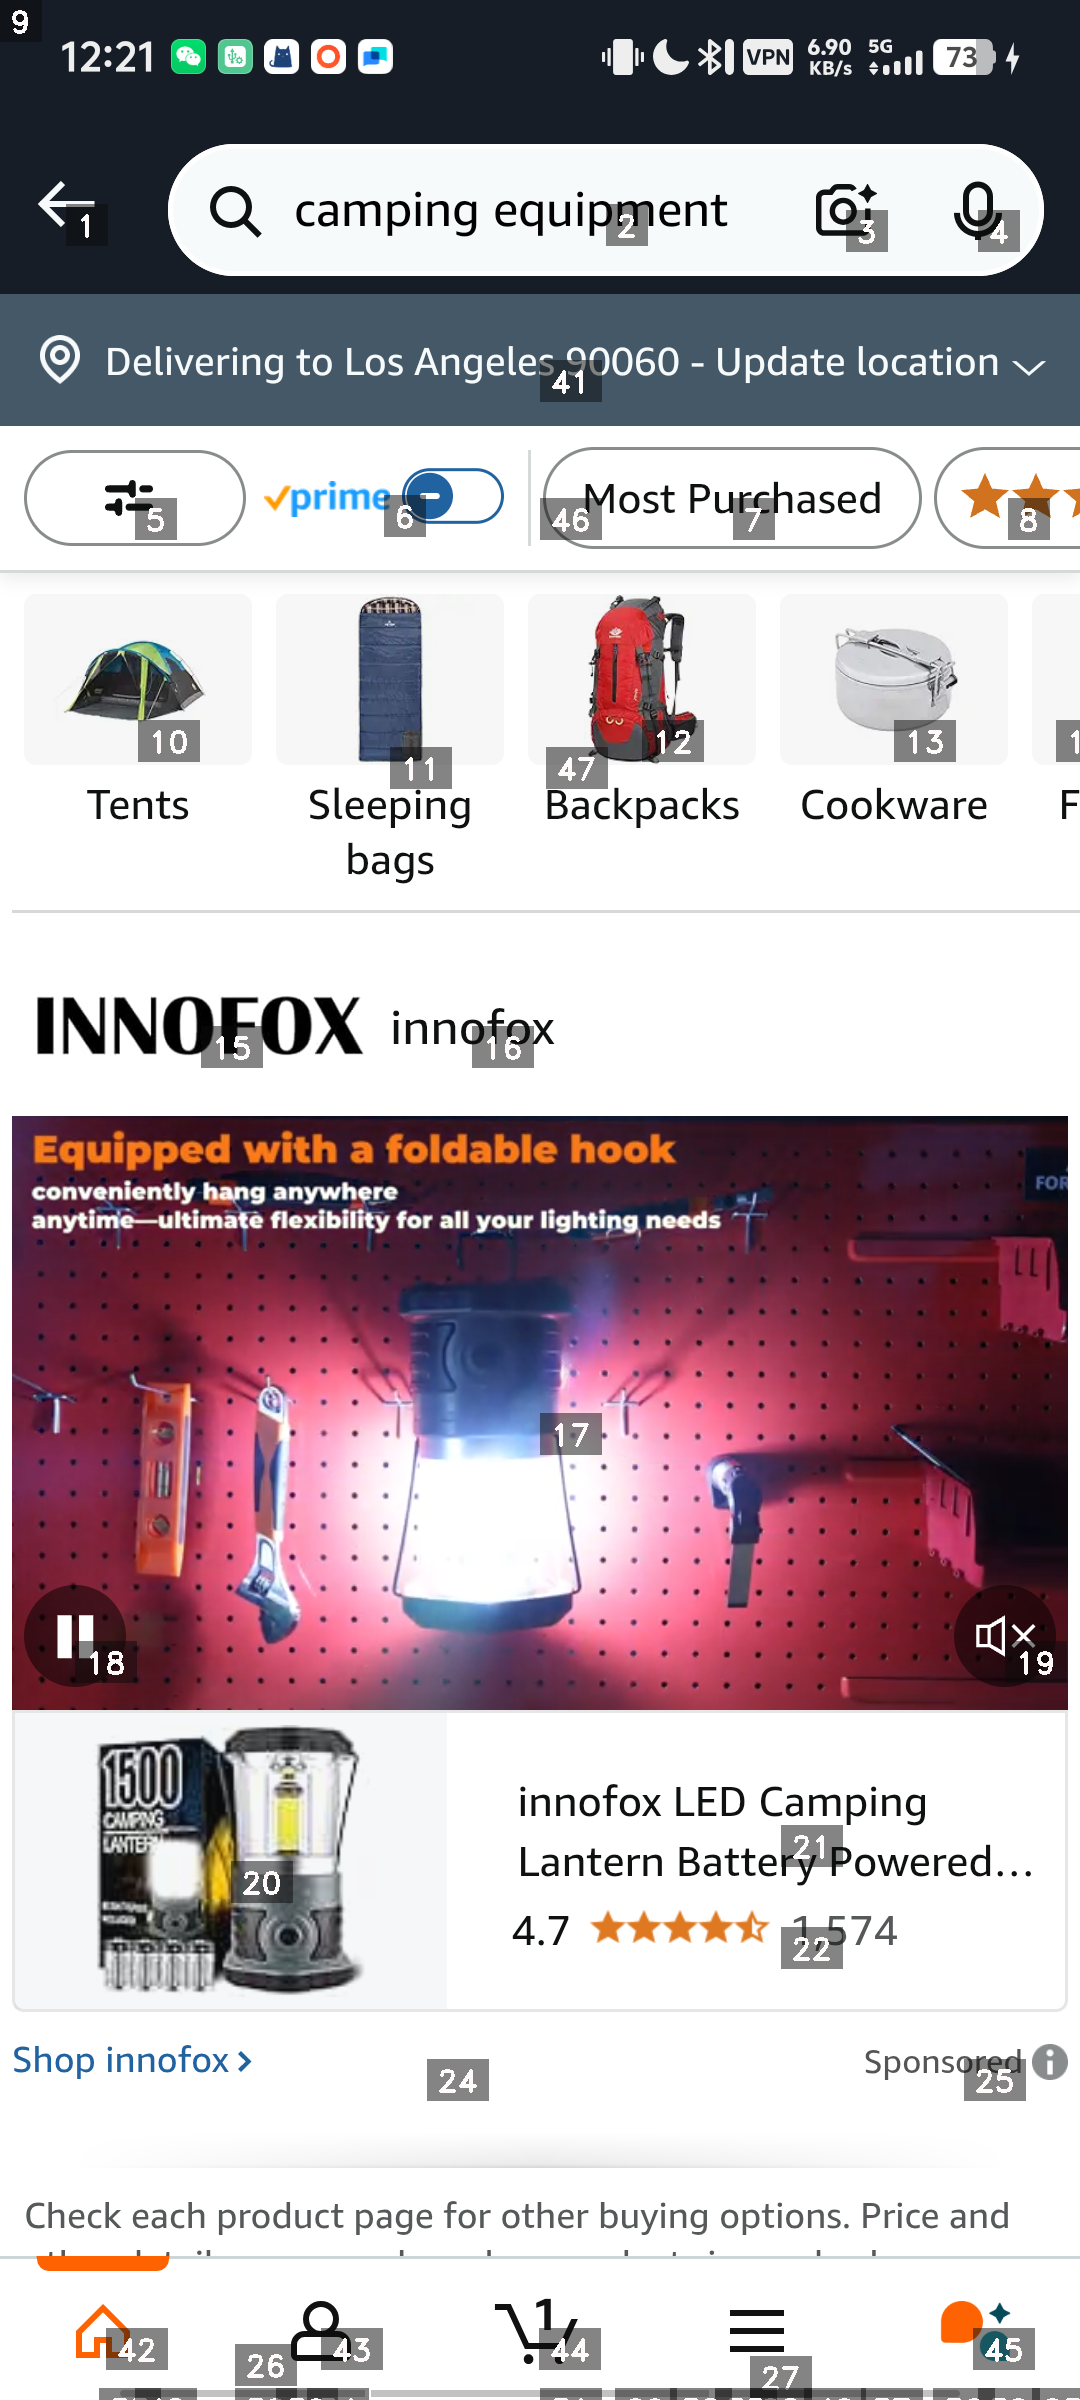 9
12:21
VPN
6.90
KB/s
5G
73
camping equipment
1
2
3
4
Delivering to Los Angeles 90060 - Update location
41
prime
Most Purchased
5
6
46
7
8
10
11
12
13
47
Tents
Sleeping
bags
Backpacks
Cookware
F
INNOFOX innofox
15
16
Equipped with a foldable hook
conveniently hang anywhere
anytime—ultimate flexibility for all your lighting needs
FOR
17
18
19
1500
CAMPING
LANTERN
20
innofox LED Camping
Lantern Battery Powered...
21
4.7 1,574
22
Shop innofox
24
Sponsored
25
Check each product page for other buying options. Price and
1
42
26
43
44
27
45